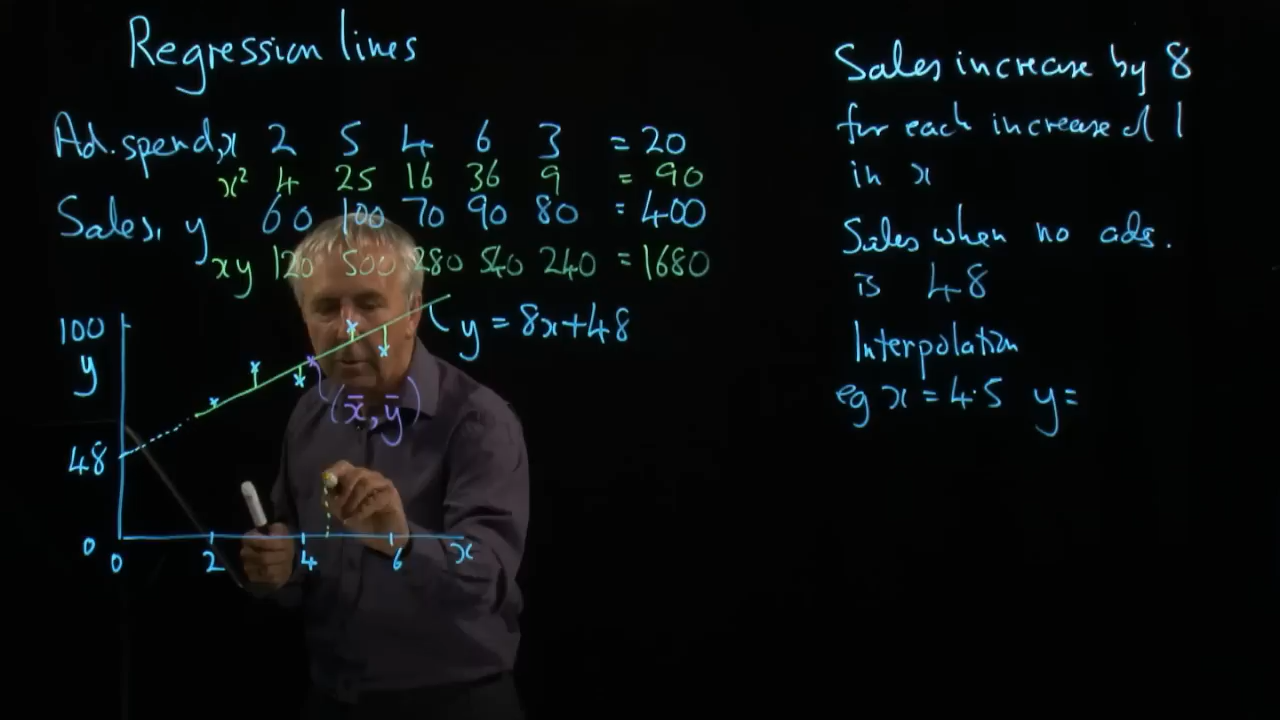 Regression lines
Ad. spend, x 2 5 4 6 3 = 20
x² 4 25 16 36 9 = 90
Sales, y 60 100 70 90 80 = 400
xy 120 500 280 540 240 = 1680
100
y
y = 8x+48
(x̄, ȳ)
48
0
0 2 4 6 x
Sales increase by 8
for each increase of 1
in x
Sales when no ads.
is 48
Interpolation
eg x = 4.5 y=